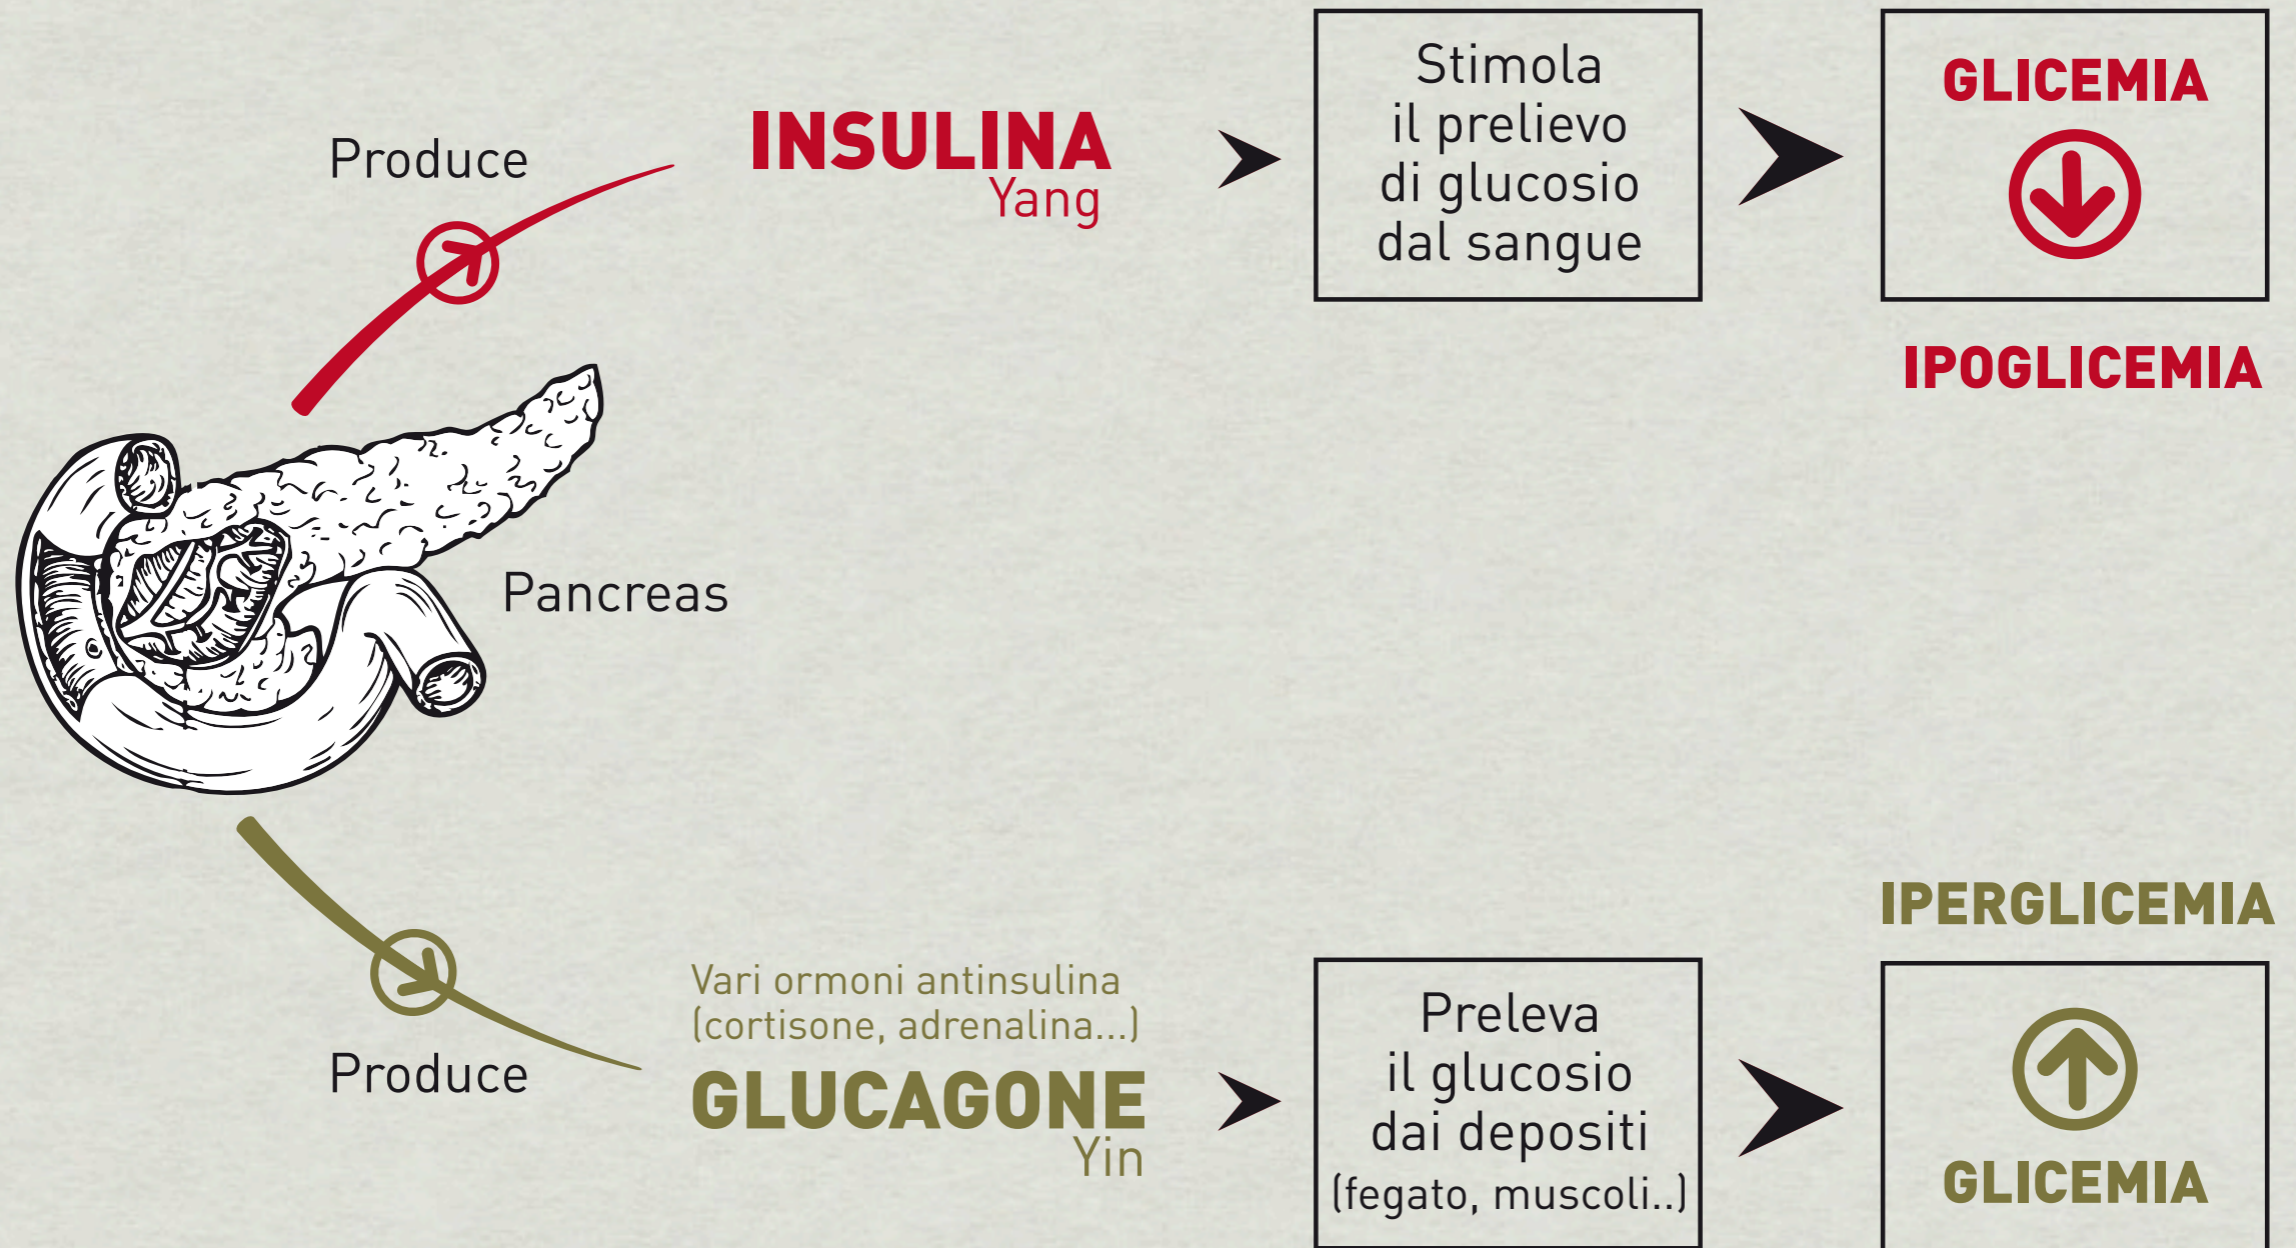 Produce
INSULINA
Yang
Stimola
il prelievo
di glucosio
dal sangue
GLICEMIA
IPOGLICEMIA
Pancreas
Produce
Vari ormoni antinsulina
(cortisone, adrenalina...)
GLUCAGONE
Yin
Preleva
il glucosio
dai depositi
(fegato, muscoli..)
IPERGLICEMIA
GLICEMIA